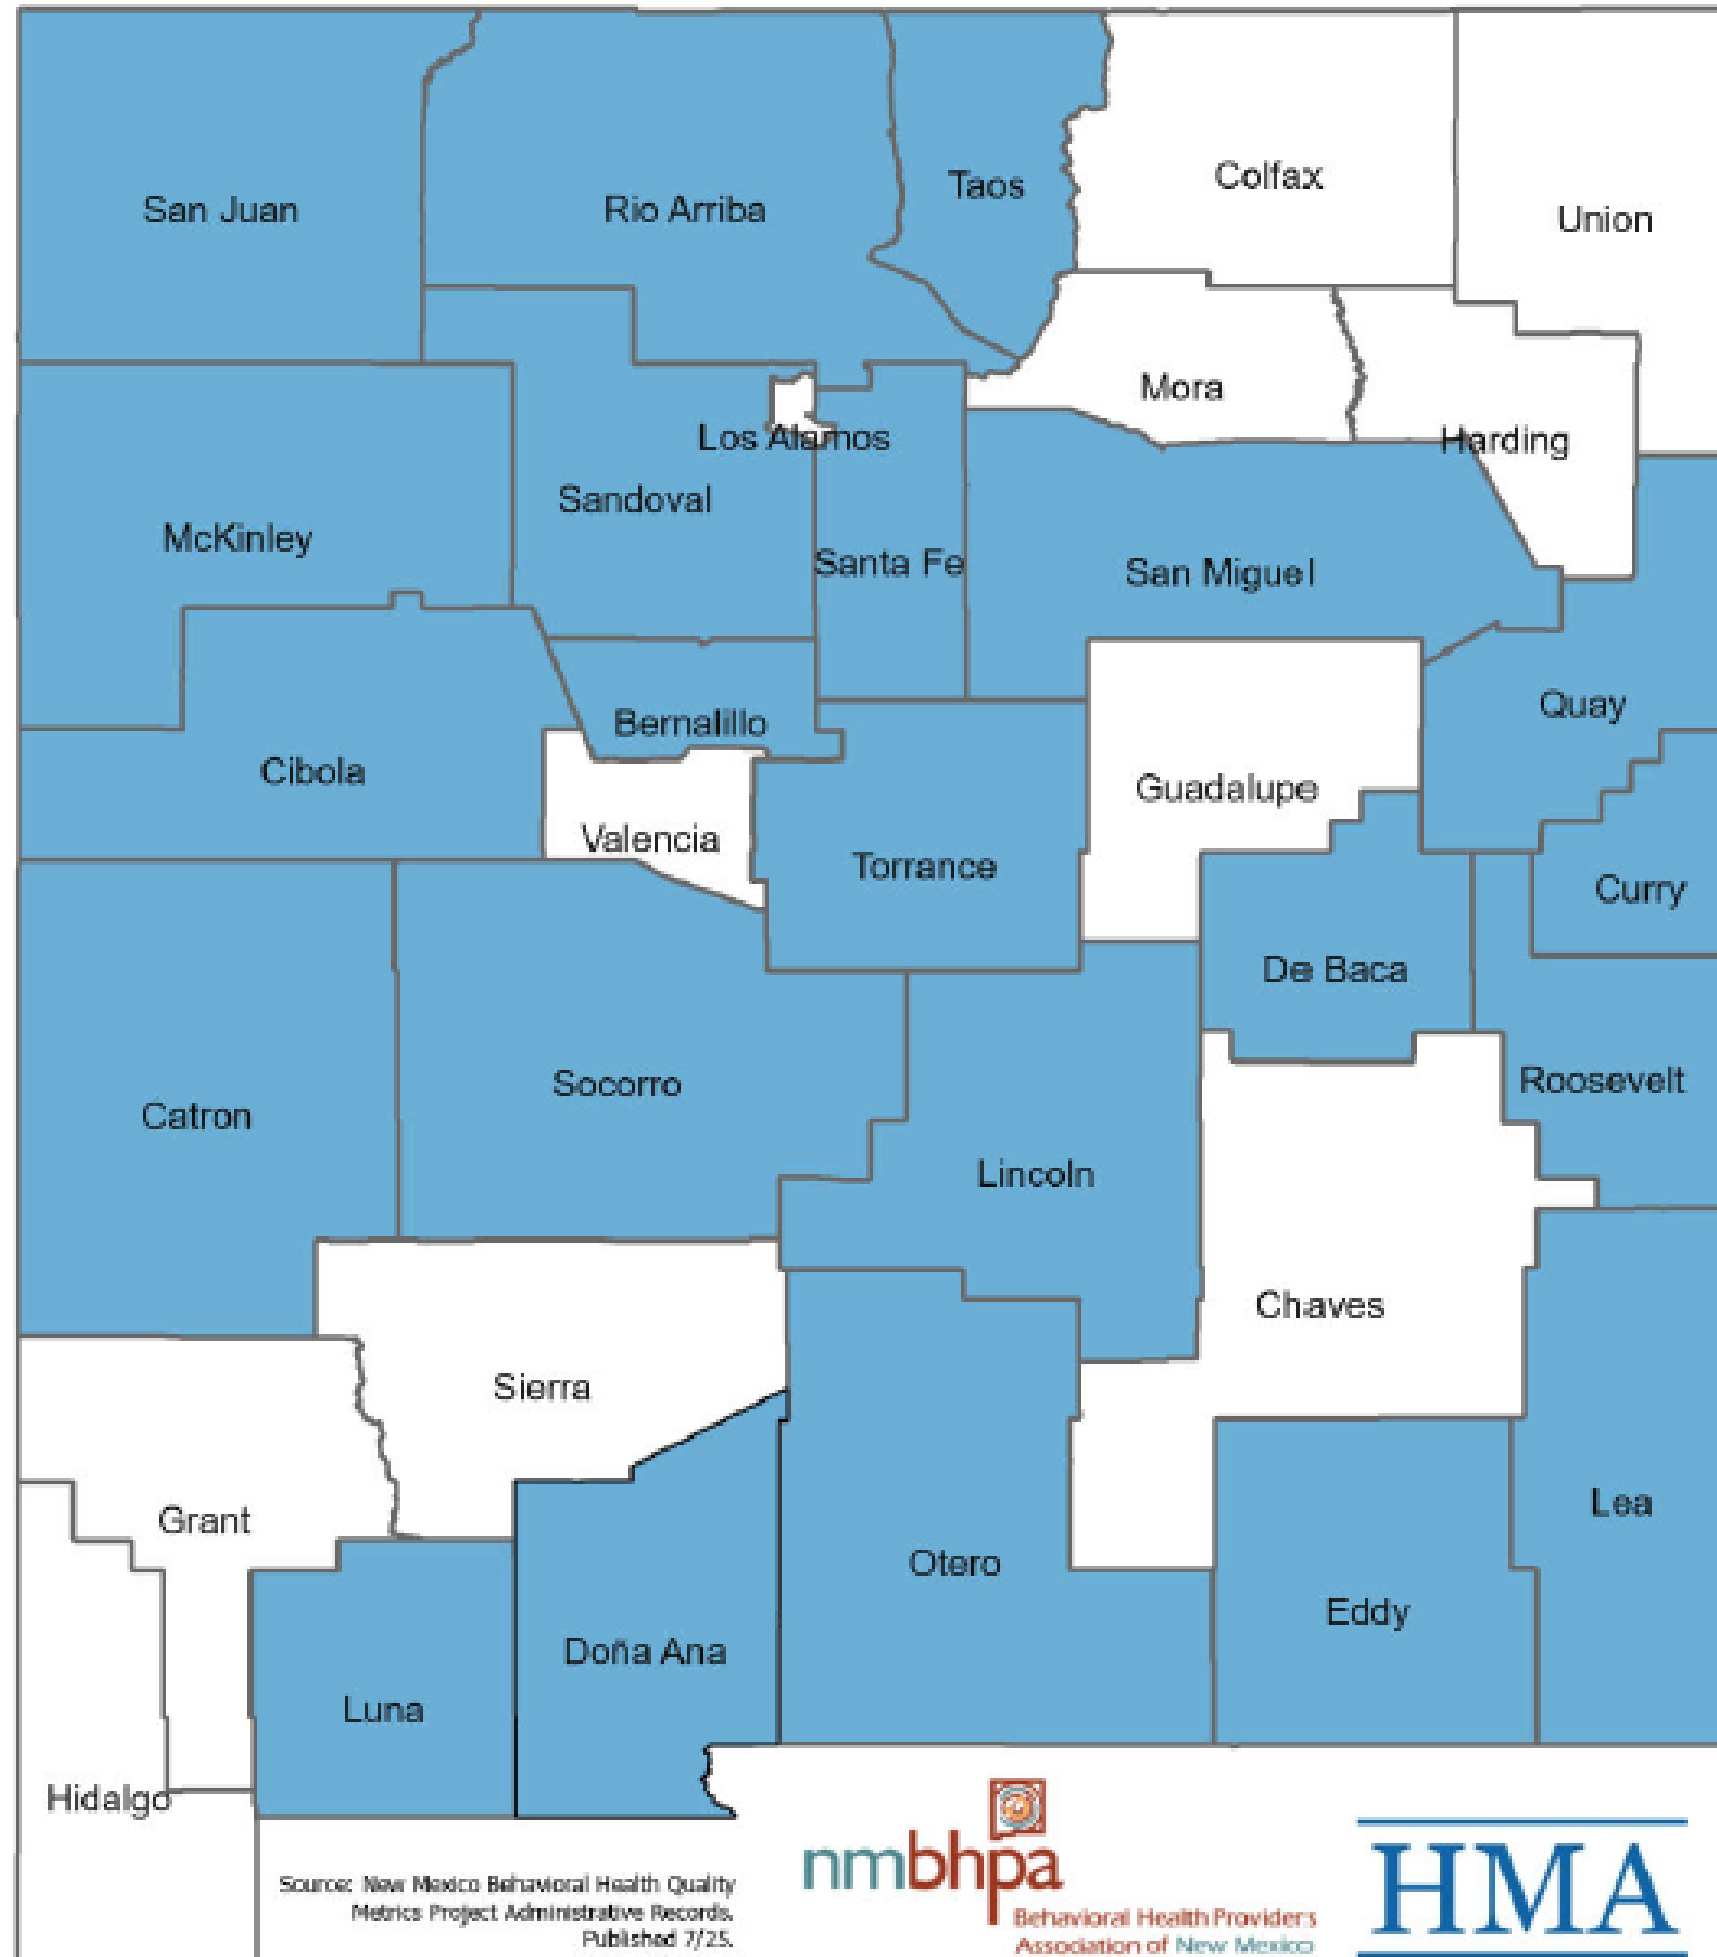 Colfax
Taos
San Juan
Rio Arriba
Union
Mora
Los Alamos
Harding
Sandoval
McKinley
Santa Fe
San Miguel
Quay
Bernalillo
Cibola
Guadalupe
Valencia
Torrance
Curry
De Baca
Socorro
Roosevelt
Catron
Lincoln
Chaves
Sierra
Lea
Grant
Otero
Eddy
Doña Ana
Luna
Hidalgo
Source: New Mexico Behavioral Health Quality
Metrics Project Administrative Records.
Published 7/25.
nmbhpa
Behavioral Health Providers
Association of New Mexico
HMA